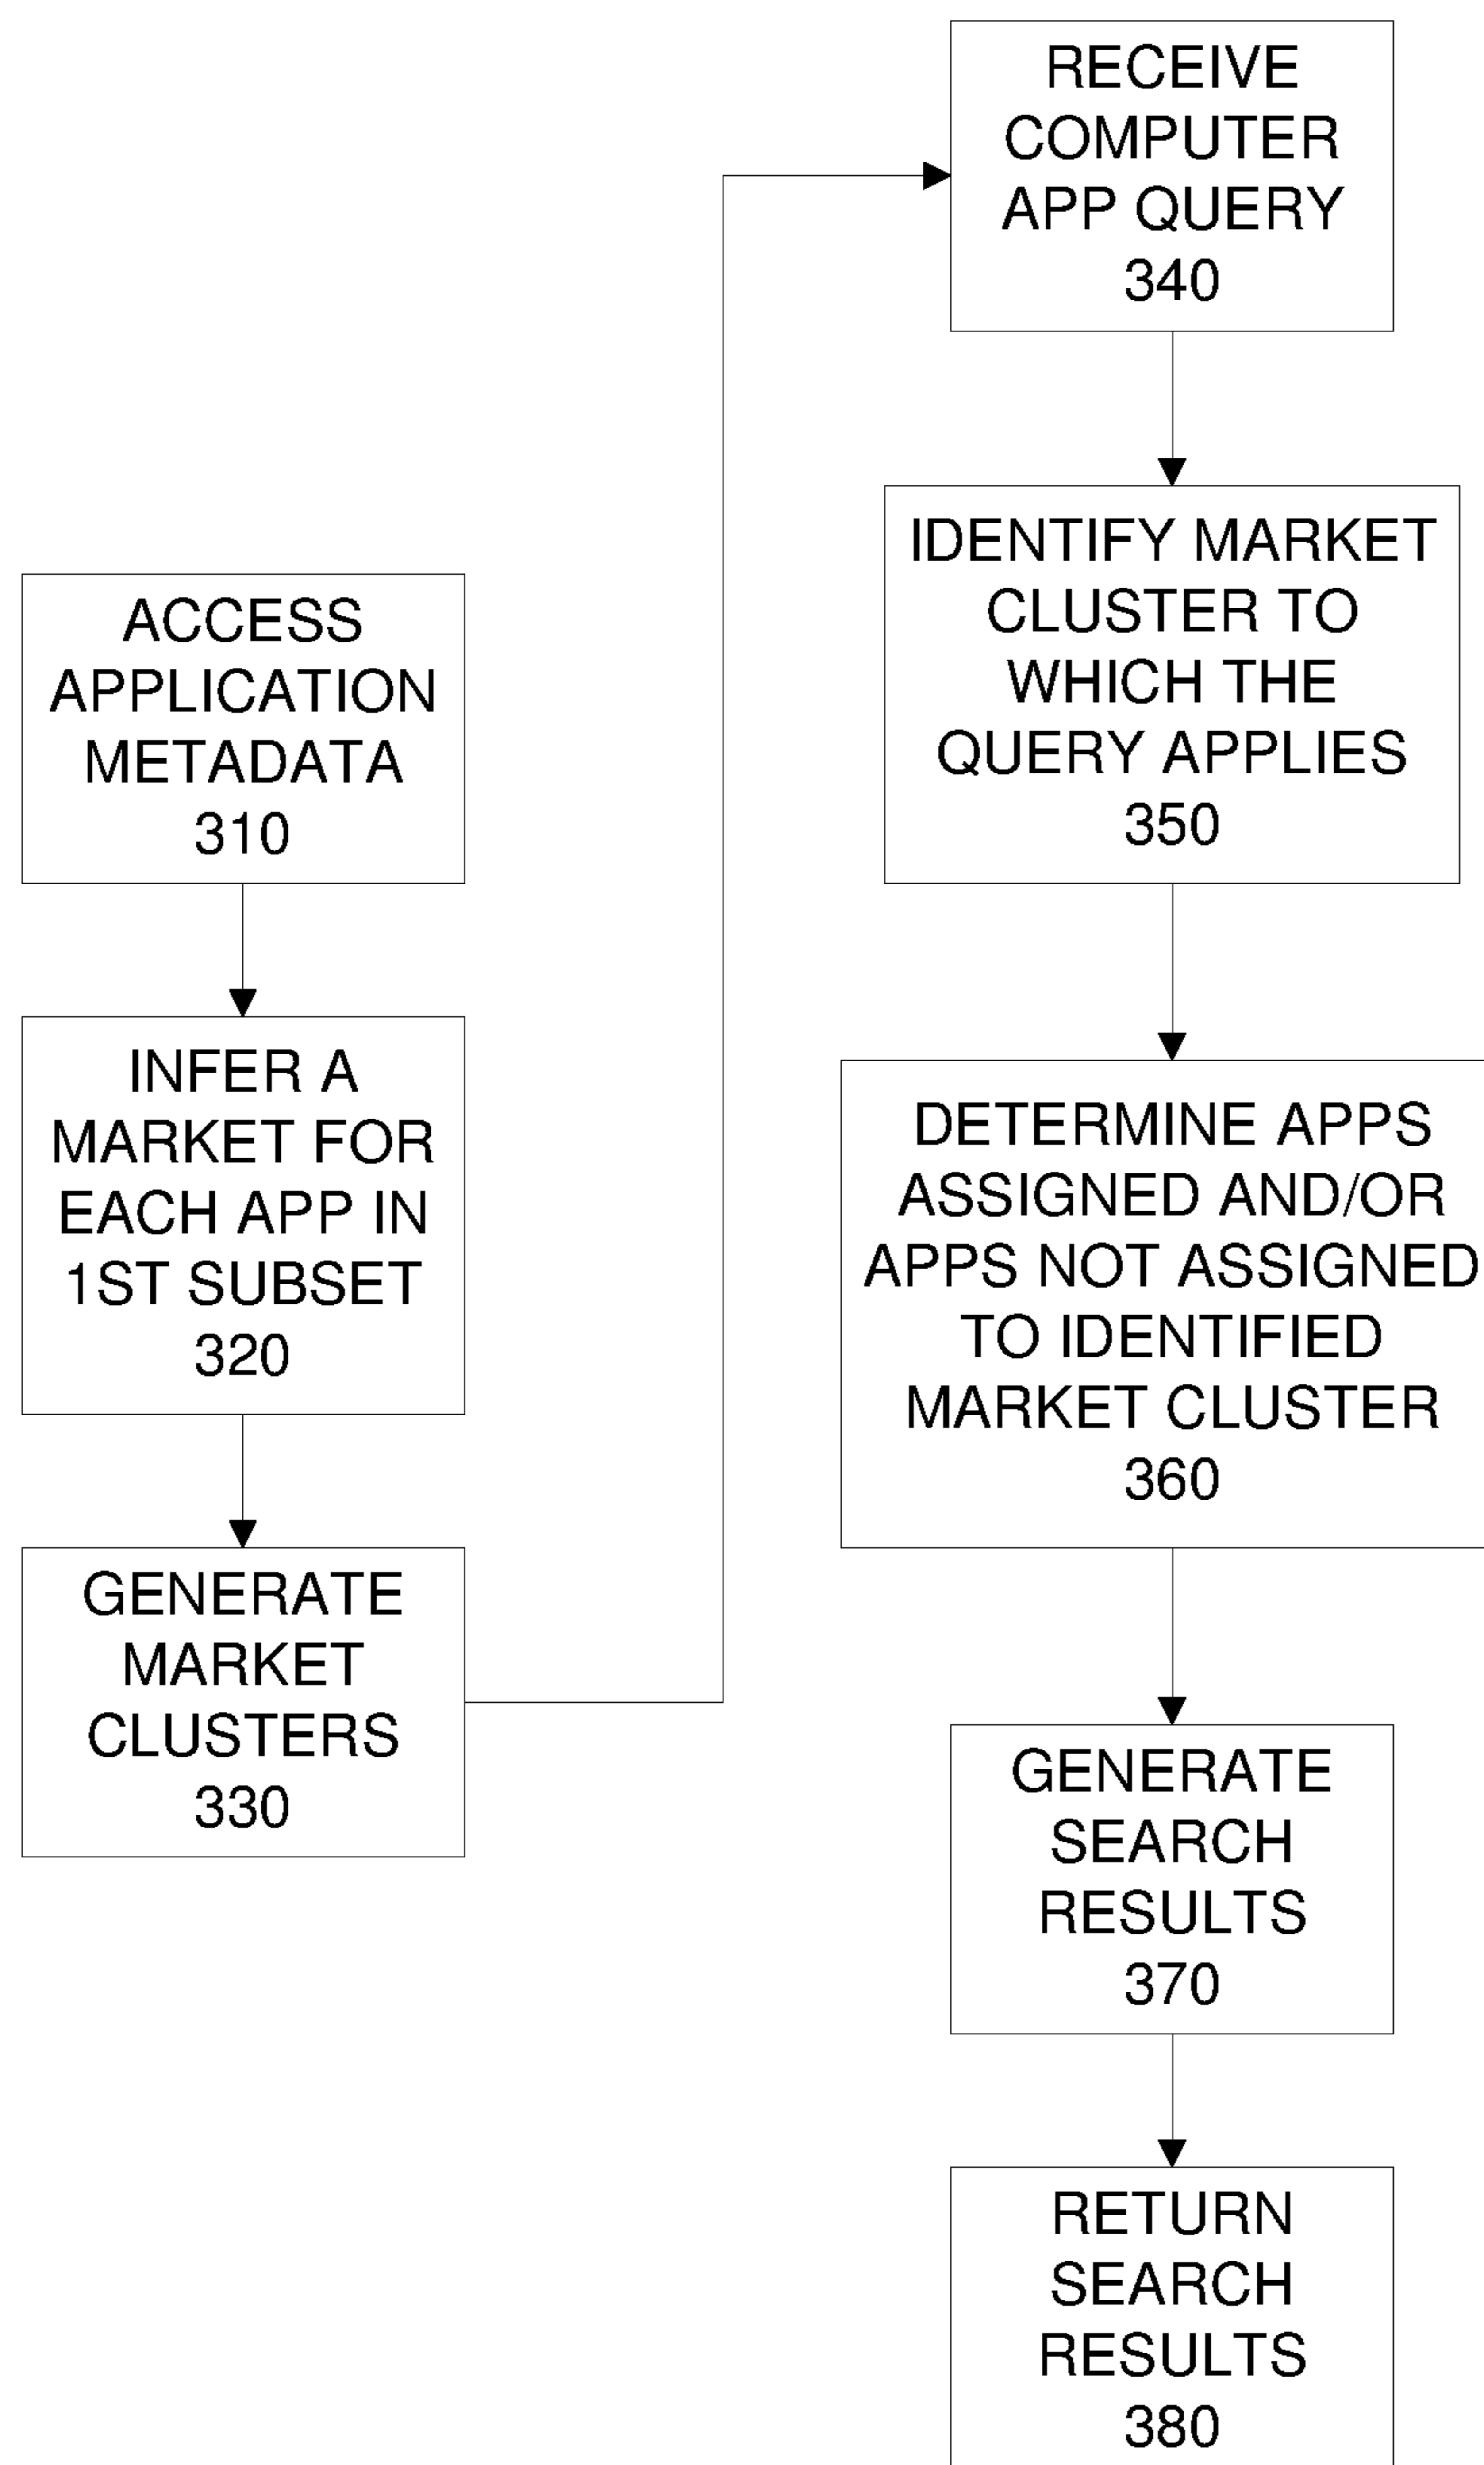 ACCESS
APPLICATION
METADATA
310
INFER A
MARKET FOR
EACH APP IN
1ST SUBSET
320
GENERATE
MARKET
CLUSTERS
330
RECEIVE
COMPUTER
APP QUERY
340
IDENTIFY MARKET
CLUSTER TO
WHICH THE
QUERY APPLIES
350
DETERMINE APPS
ASSIGNED AND/OR
APPS NOT ASSIGNED
TO IDENTIFIED
MARKET CLUSTER
360
GENERATE
SEARCH
RESULTS
370
RETURN
SEARCH
RESULTS
380